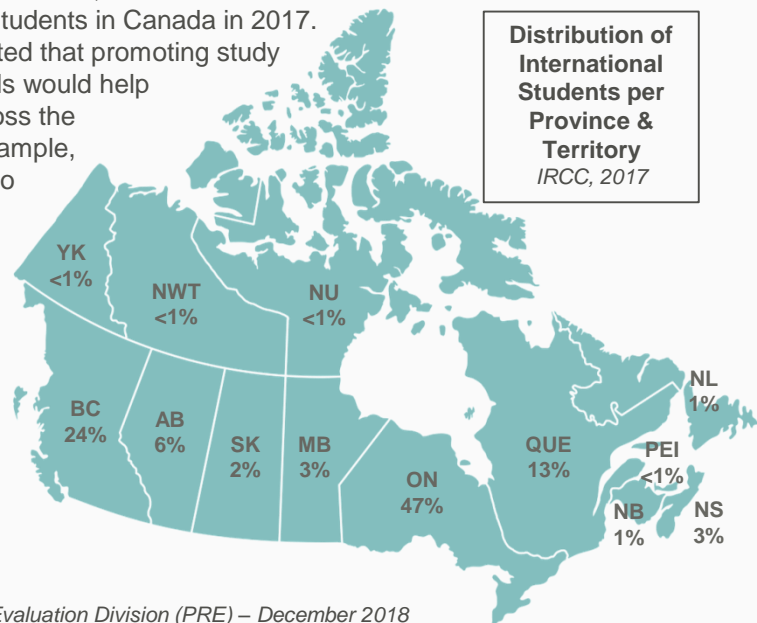 students in Canada in 2017.
ted that promoting study
ls would help
oss the
ample,
o
Distribution of
International
Students per
Province &
Territory
IRCC, 2017
YK
<1%
NWT
<1%
NU
<1%
BC
24%
AB
6%
SK
2%
MB
3%
ON
47%
QUE
13%
NL
1%
PEI
<1%
NB
1%
NS
3%
Evaluation Division (PRE) – December 2018